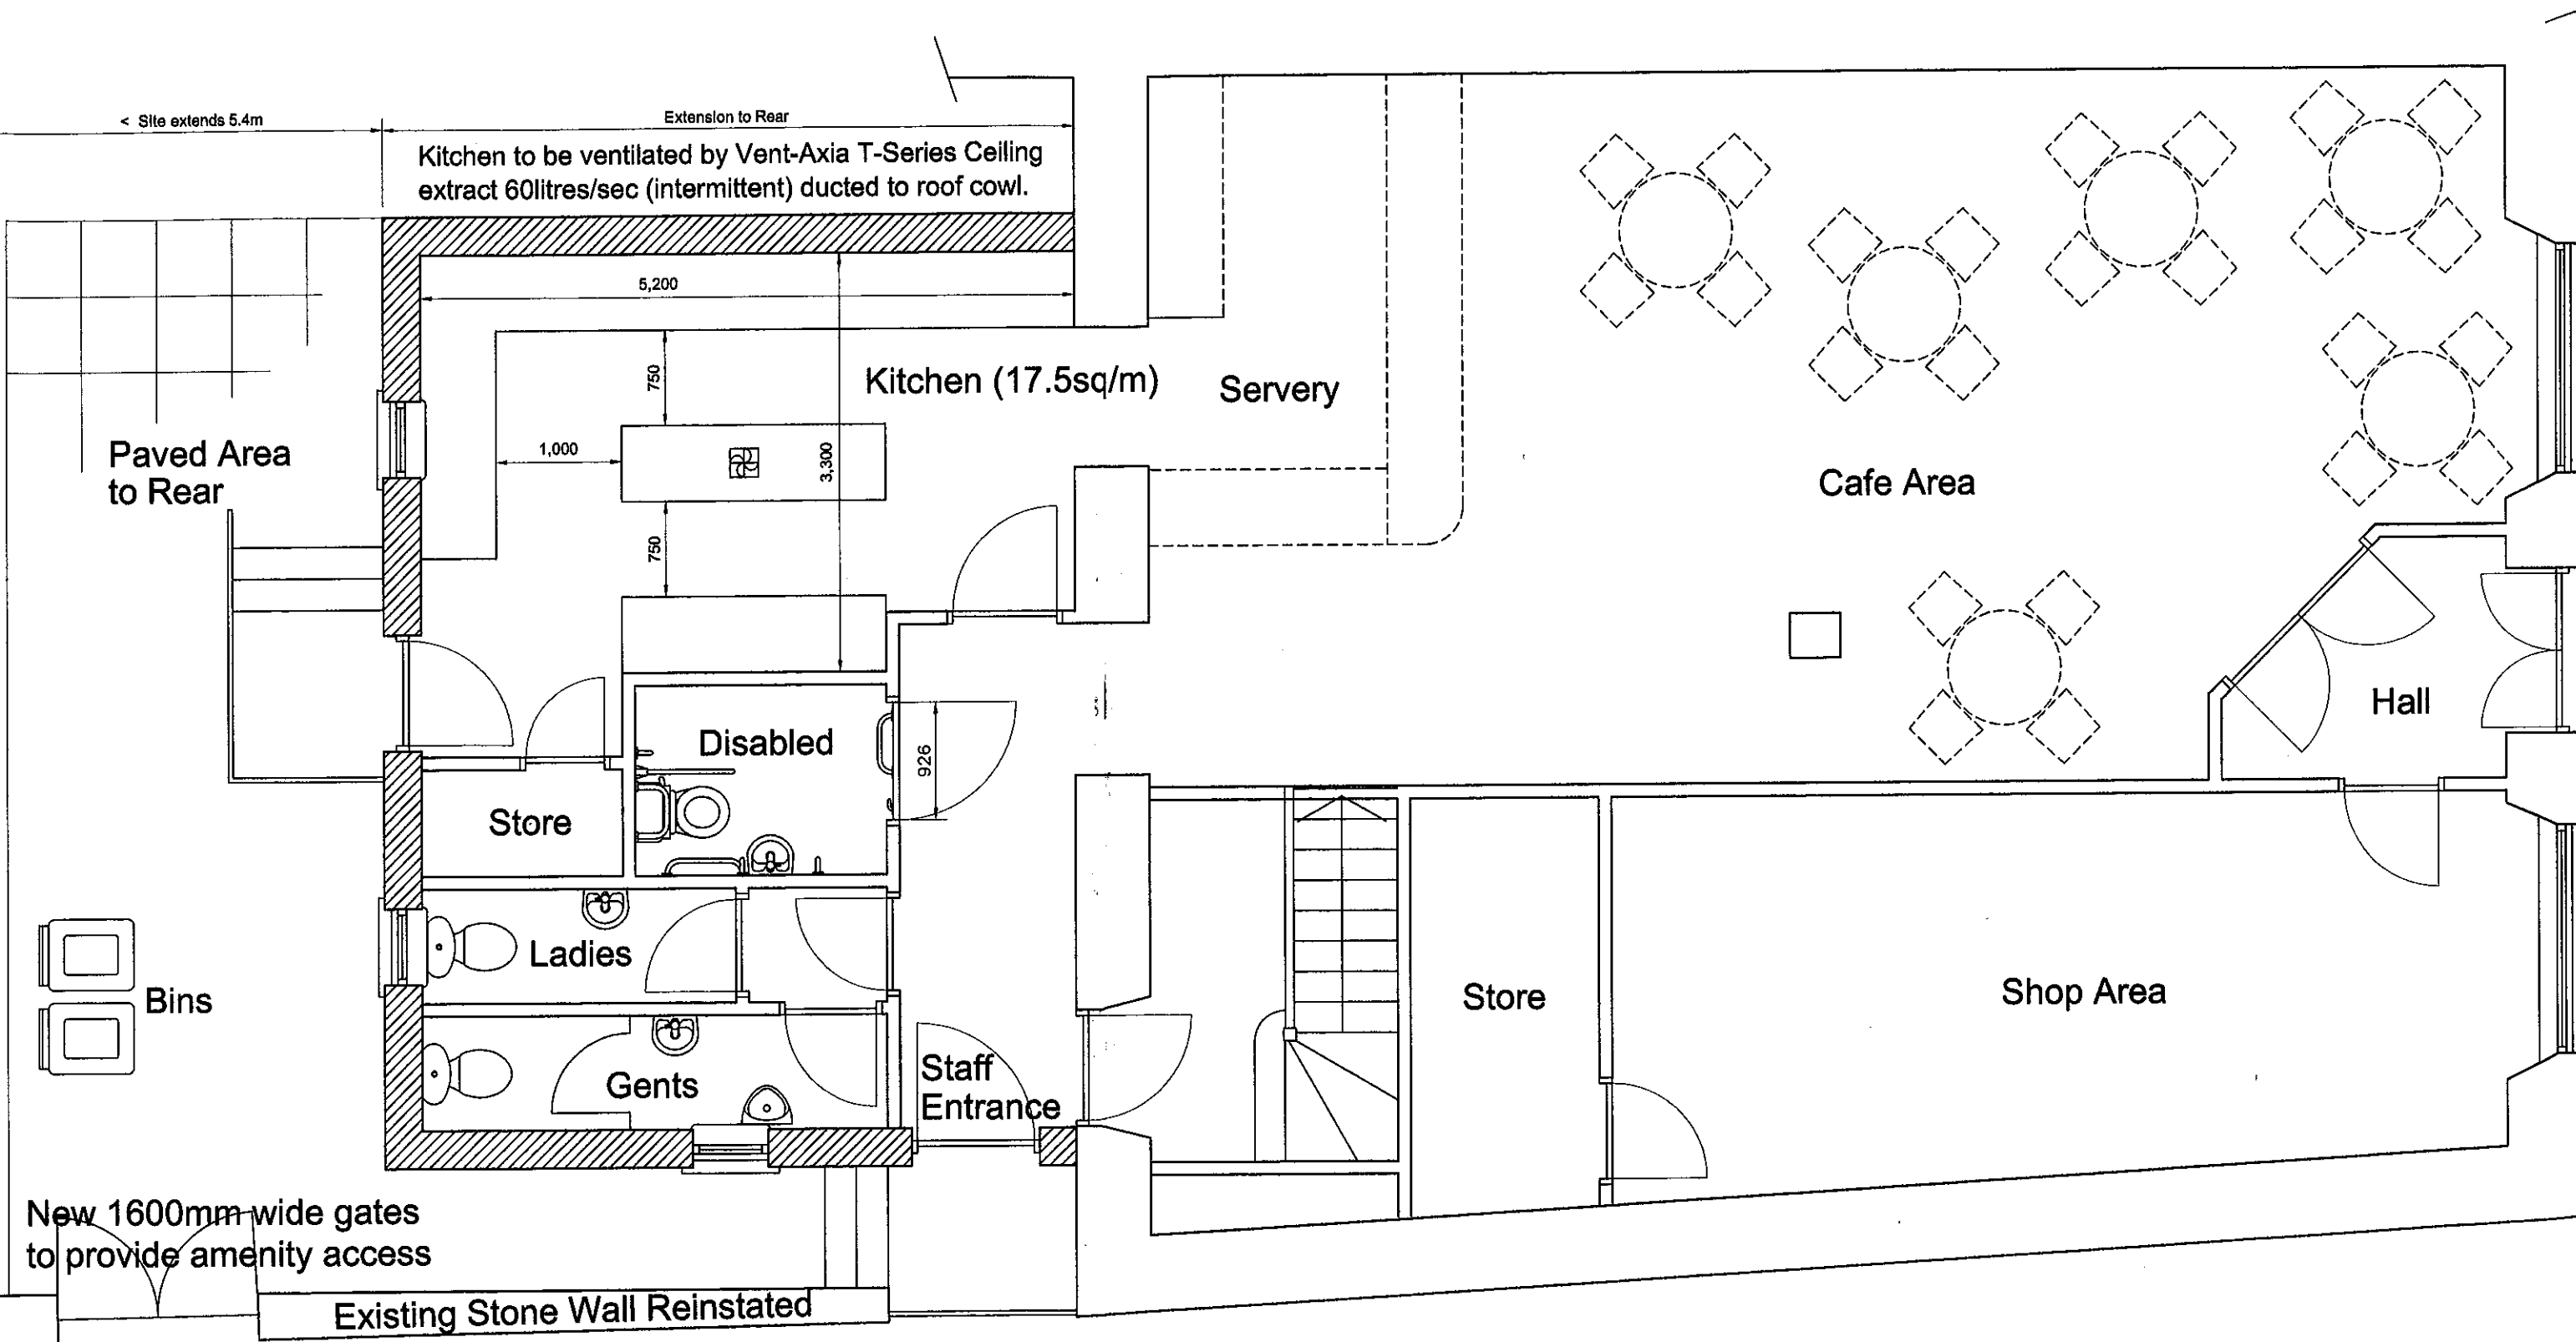 < Site extends 5.4m
Extension to Rear
Kitchen to be ventilated by Vent-Axia T-Series Ceiling
extract 60litres/sec (intermittent) ducted to roof cowl.
5,200
750
Kitchen (17.5sq/m)
Servery
1,000
3,300
Paved Area
to Rear
750
Cafe Area
Disabled
926
Hall
Store
Ladies
Bins
Store
Shop Area
Gents
Staff
Entrance
New 1600mm wide gates
to provide amenity access
Existing Stone Wall Reinstated